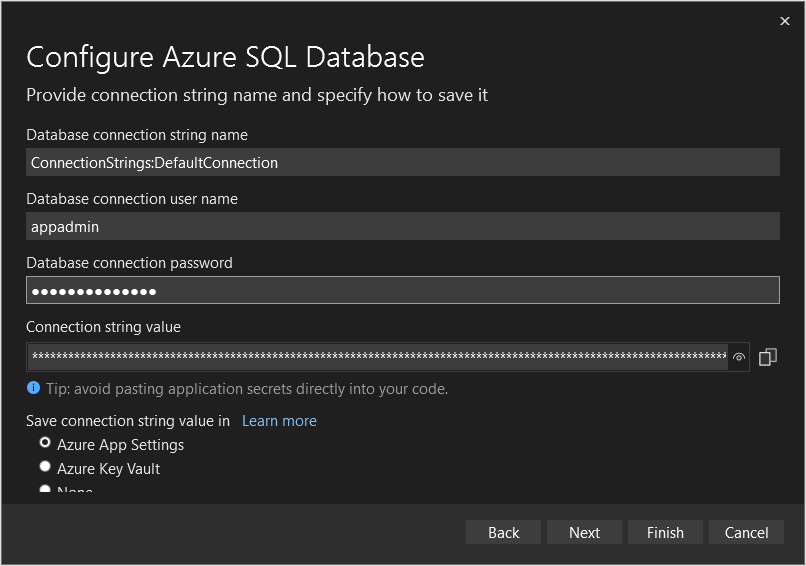 Configure Azure SQL Database
Provide connection string name and specify how to save it
Database connection string name
ConnectionStrings:DefaultConnection
Database connection user name
appadmin
Database connection password
●●●●●●●●●●●●●●
Connection string value
Tip: avoid pasting application secrets directly into your code.
Save connection string value in Learn more
Azure App Settings
Azure Key Vault
None
Back Next Finish Cancel